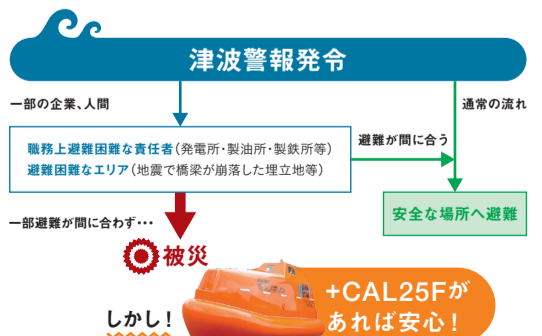 津波警報発令
一部の企業、人間
通常の流れ
職務上避難困難な責任者(発電所・製油所・製鉄所等)
避難困難なエリア(地震で橋梁が崩落した埋立地等)
避難が間に合う
一部避難が間に合わず･･･
安全な場所へ避難
被災
しかし!
+CAL25Fが
あれば安心!